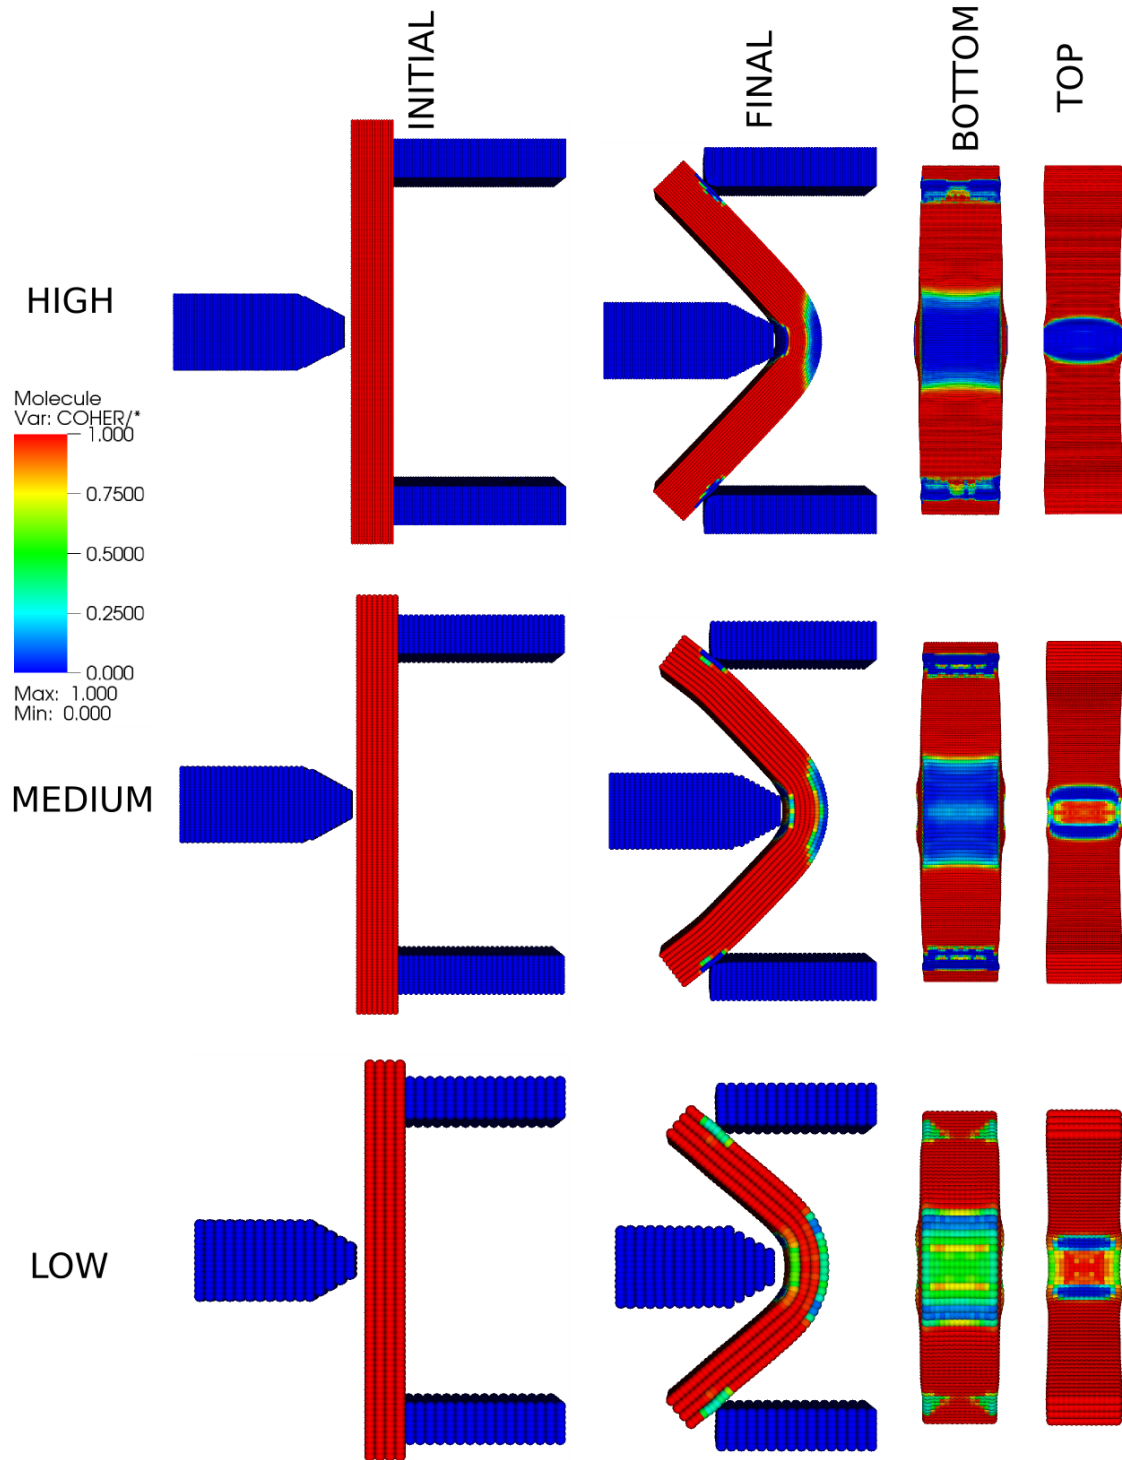 INITIAL
FINAL
BOTTOM
TOP
HIGH
Molecule
Var: COHER/*
1.000
0.7500
0.5000
0.2500
0.000
Max: 1.000
Min: 0.000
MEDIUM
LOW